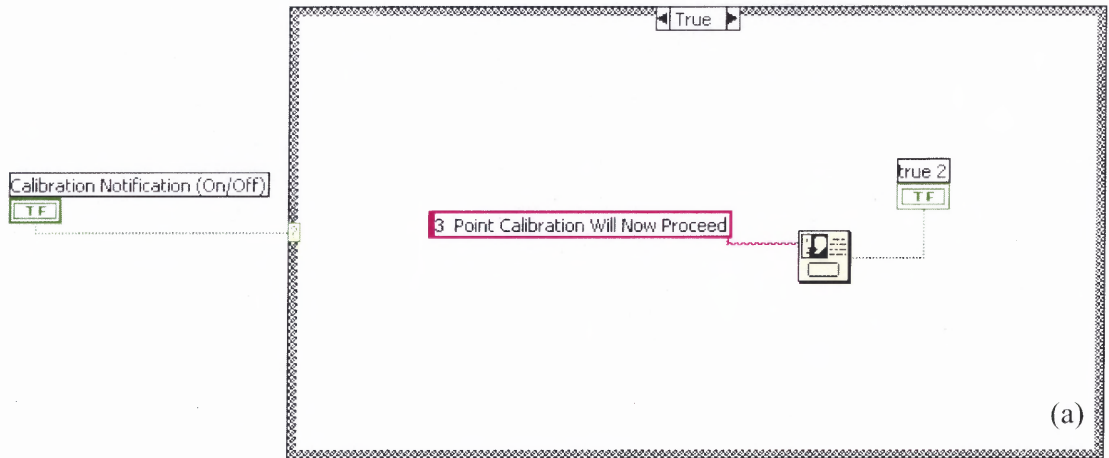 True
Calibration Notification (On/Off)
TF
?
3 Point Calibration Will Now Proceed
true 2
TF
(a)